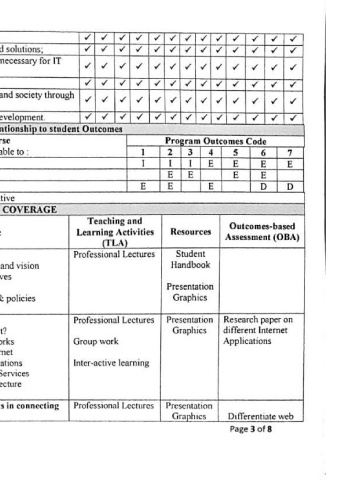 ✓ ✓ ✓ ✓ ✓ ✓ ✓ ✓ ✓ ✓ ✓ ✓ ✓
d solutions; ✓ ✓ ✓ ✓ ✓ ✓ ✓ ✓ ✓ ✓ ✓ ✓ ✓
necessary for IT ✓ ✓ ✓ ✓ ✓ ✓ ✓ ✓ ✓ ✓ ✓ ✓ ✓
✓ ✓ ✓ ✓ ✓ ✓ ✓ ✓ ✓ ✓ ✓ ✓ ✓
and society through ✓ ✓ ✓ ✓ ✓ ✓ ✓ ✓ ✓ ✓ ✓ ✓ ✓
evelopment. ✓ ✓ ✓ ✓ ✓ ✓ ✓ ✓ ✓ ✓ ✓ ✓ ✓
ntionship to student Outcomes
rse Program Outcomes Code
able to : 1 2 3 4 5 6 7
I I I E E E E
E E E E
E E E D D
tive
COVERAGE
Teaching and
Learning Activities
(TLA)
Resources
Outcomes-based
Assessment (OBA)
and vision
ves
& policies
Professional Lectures
Student
Handbook
Presentation
Graphics
t?
orks
met
ations
Services
ecture
Professional Lectures
Group work
Inter-active learning
Presentation
Graphics
Research paper on
different Internet
Applications
s in connecting
Professional Lectures
Presentation
Graphics
Differentiate web
Page 3 of 8